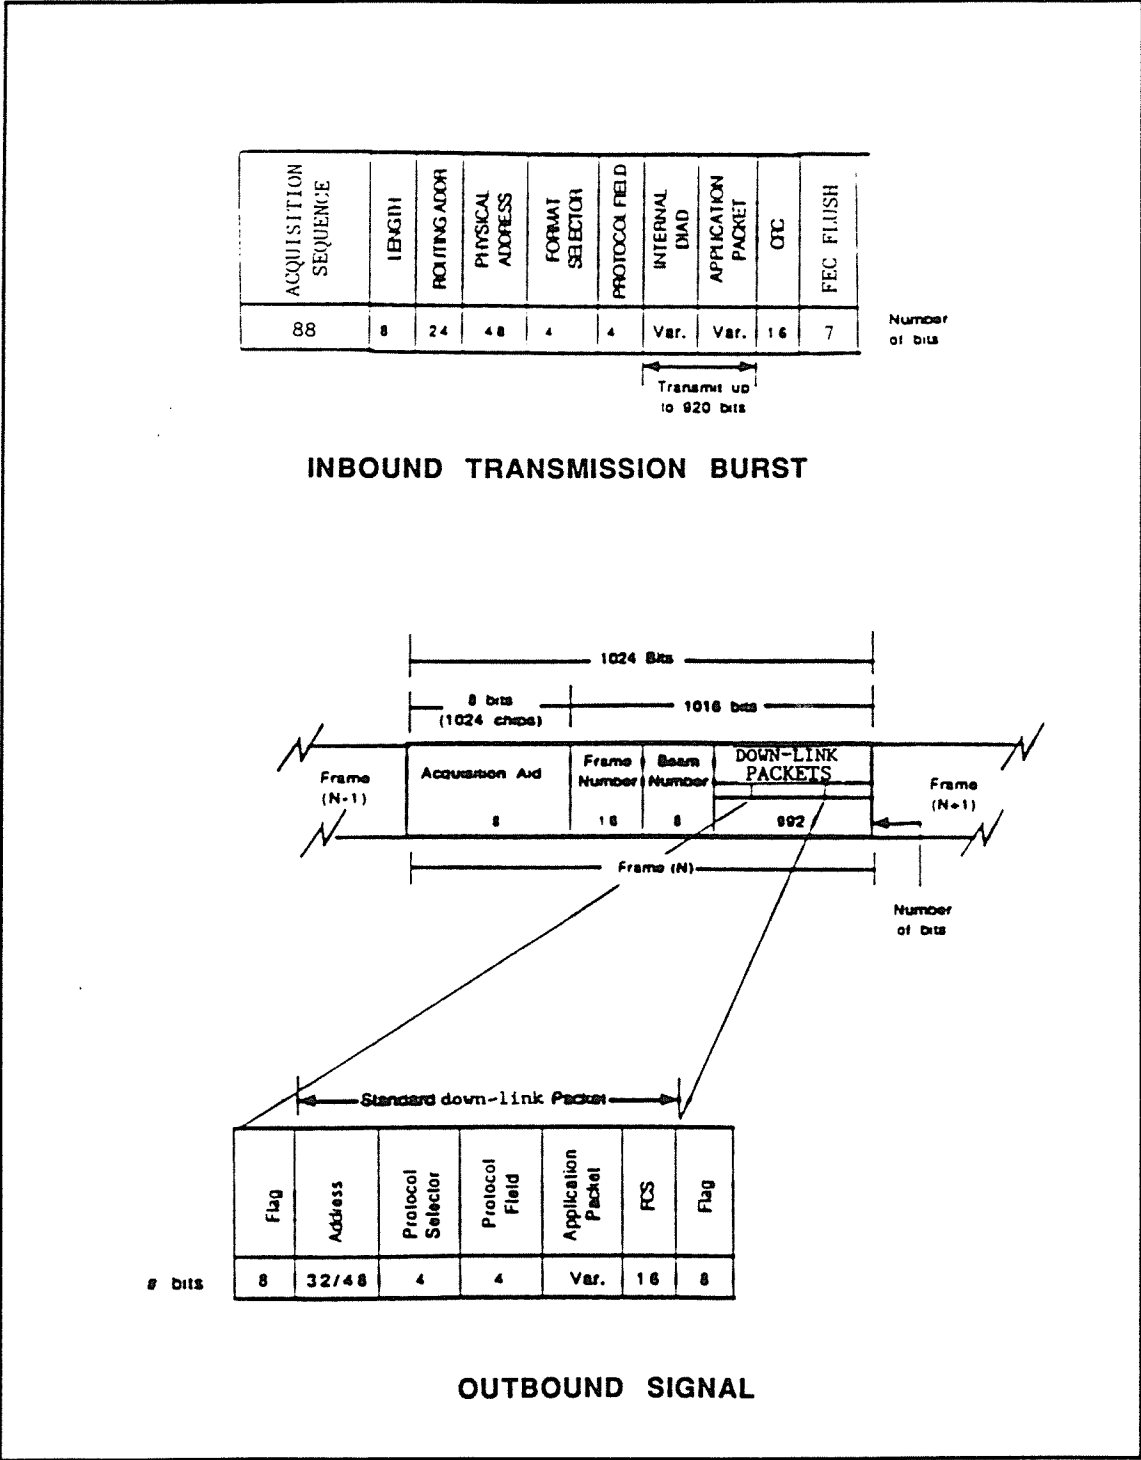 ACQUISITION
SEQUENCE
LENGTH
ROUTING ADDR
PHYSICAL
ADDRESS
FORMAT
SELECTOR
PROTOCOL FIELD
INTERNAL
DIAD
APPLICATION
PACKET
CRC
FEC FLUSH
88 8 24 48 4 4 Var. Var. 16 7
Number
of bits
Transmit up
to 920 bits
INBOUND TRANSMISSION BURST
1024 Bits
8 bits
(1024 chips)
1016 bits
Frame
(N-1)
Acquisition Aid
8
Frame
Number
16
Beam
Number
8
DOWN-LINK
PACKETS
992
Frame
(N+1)
Frame (N)
Number
of bits
Standard down-link Packet
Flag
Address
Protocol
Selector
Protocol
Field
Application
Packet
FCS
Flag
# bits
8 32/48 4 4 Var. 16 8
OUTBOUND SIGNAL